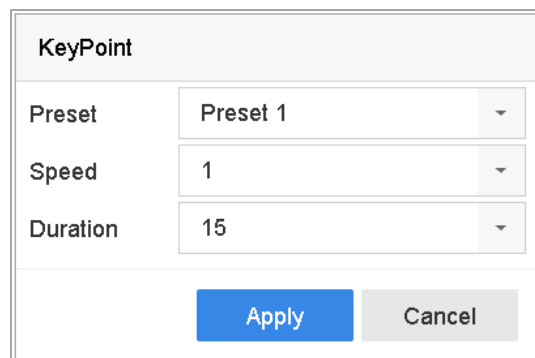 KeyPoint
Preset Preset 1
Speed 1
Duration 15
Apply Cancel